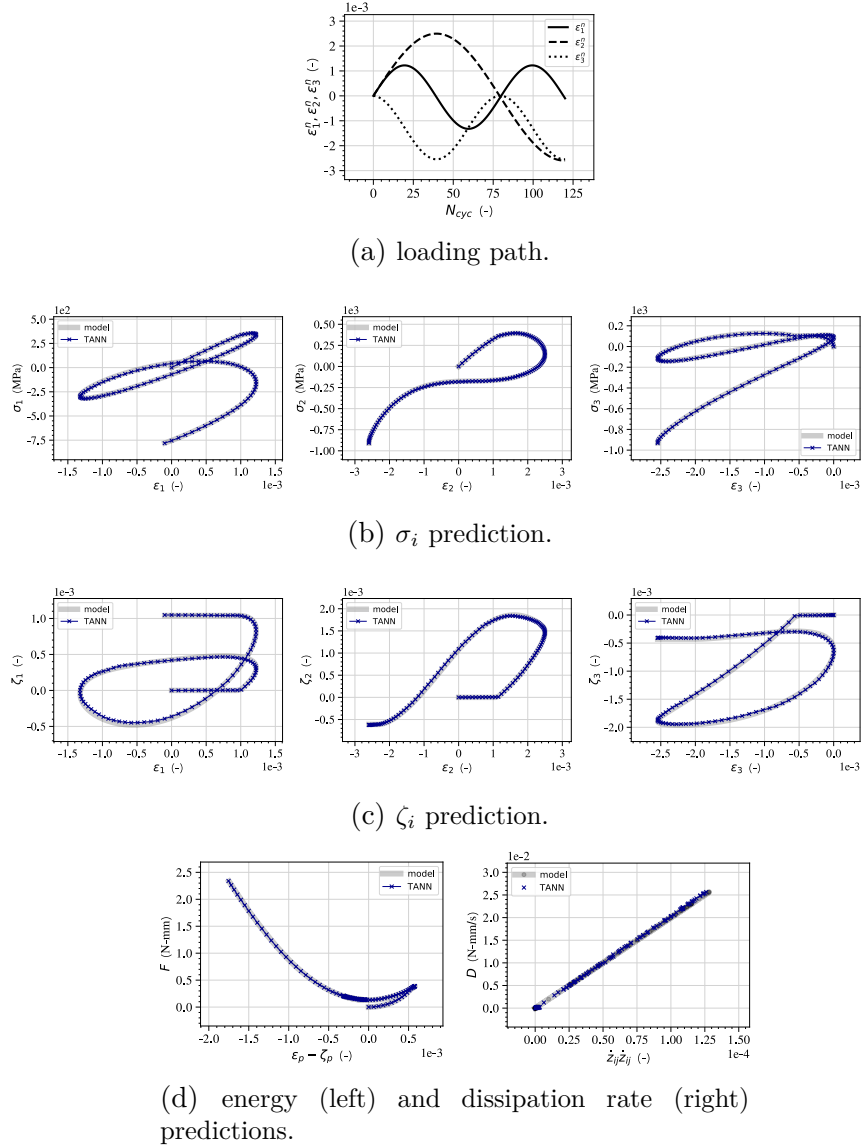 1e-3
3
2
1
0
-1
-2
-3
0 25 50 75 100 125
ε₁ⁿ, ε₂ⁿ, ε₃ⁿ (-)
N_cyc (-)
ε₁ⁿ
ε₂ⁿ
ε₃ⁿ
(a) loading path.
1e2
5.0
2.5
0.0
-2.5
-5.0
-7.5
σ₁ (MPa)
model
TANN
-1.5 -1.0 -0.5 0.0 0.5 1.0 1.5
ε₁ (-)
1e-3
1e3
0.50
0.25
0.00
-0.25
-0.50
-0.75
-1.00
σ₂ (MPa)
model
TANN
-3 -2 -1 0 1 2 3
ε₂ (-)
1e-3
1e3
0.2
0.0
-0.2
-0.4
-0.6
-0.8
-1.0
σ₃ (MPa)
model
TANN
-2.5 -2.0 -1.5 -1.0 -0.5 0.0
ε₃ (-)
1e-3
(b) σᵢ prediction.
1e-3
1.0
0.5
0.0
-0.5
ζ₁ (-)
model
TANN
-1.5 -1.0 -0.5 0.0 0.5 1.0 1.5
ε₁ (-)
1e-3
1e-3
2.0
1.5
1.0
0.5
0.0
-0.5
ζ₂ (-)
model
TANN
-3 -2 -1 0 1 2 3
ε₂ (-)
1e-3
1e-3
0.0
-0.5
-1.0
-1.5
-2.0
ζ₃ (-)
model
TANN
-2.5 -2.0 -1.5 -1.0 -0.5 0.0
ε₃ (-)
1e-3
(c) ζᵢ prediction.
2.5
2.0
1.5
1.0
0.5
0.0
F (N-mm)
model
TANN
-2.0 -1.5 -1.0 -0.5 0.0 0.5
ε_p − ζ_p (-)
1e-3
1e-2
3.0
2.5
2.0
1.5
1.0
0.5
0.0
D (N-mm/s)
model
TANN
0.00 0.25 0.50 0.75 1.00 1.25
ż_ij ż_ij (-)
1e-4
(d) energy (left) and dissipation rate (right)
predictions.